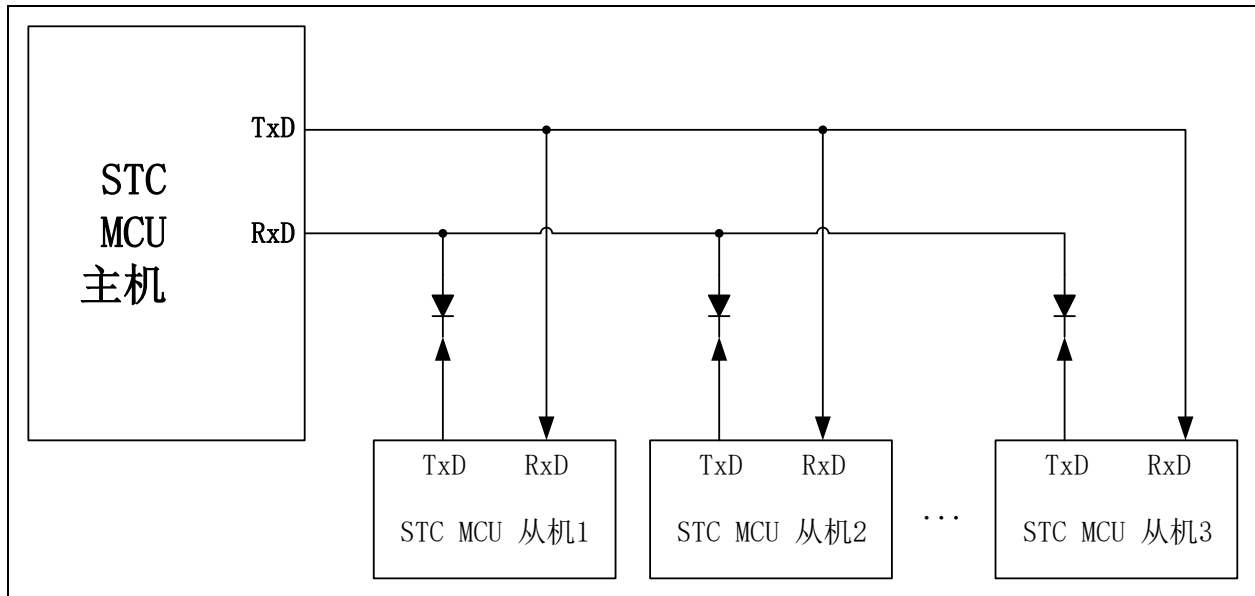 STC
MCU
主机
TxD
RxD
TxD RxD
STC MCU 从机1
TxD RxD
STC MCU 从机2
...
TxD RxD
STC MCU 从机3